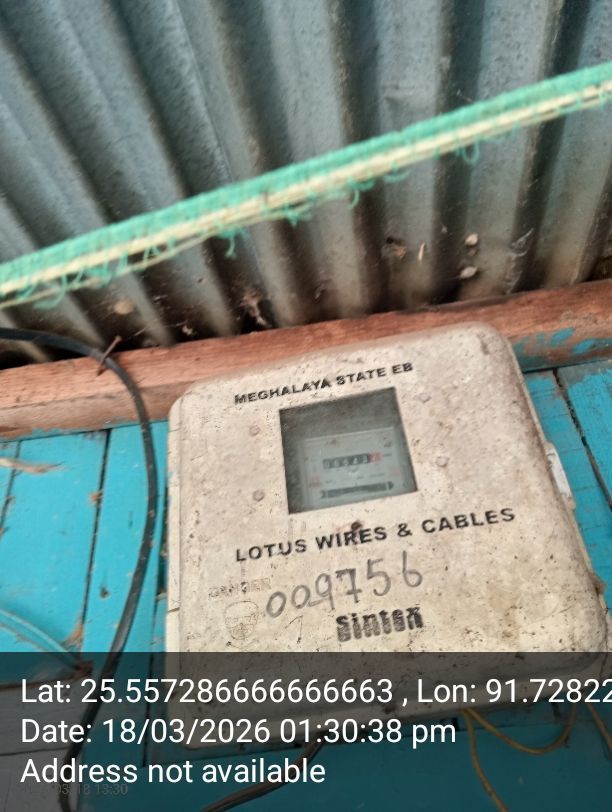 MEGHALAYA STATE EB
LOTUS WIRES & CABLES
DANGER
009756
Sintex
Lat: 25.557286666666663 , Lon: 91.72822
Date: 18/03/2026 01:30:38 pm
Address not available